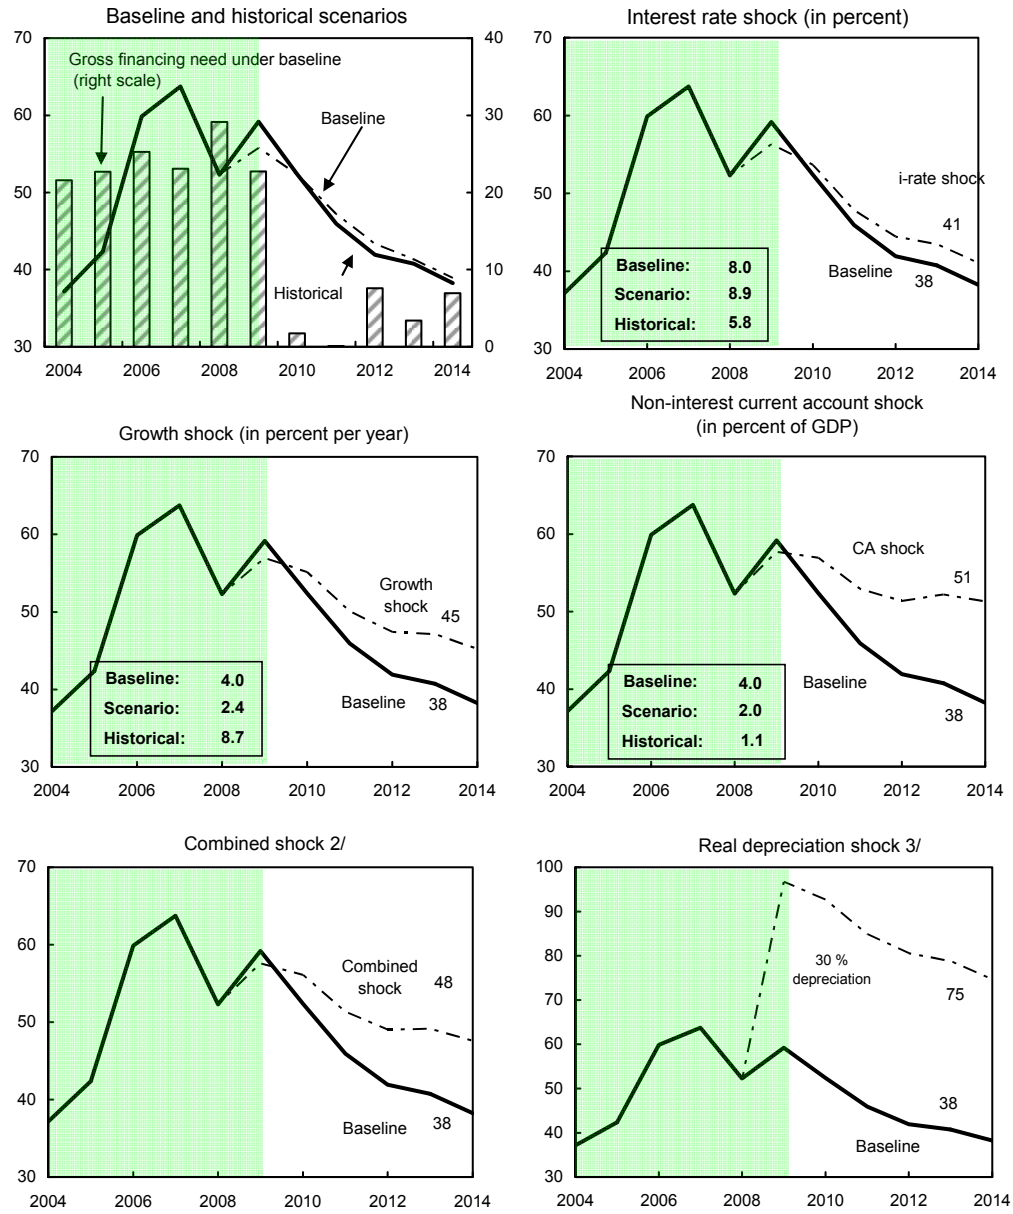 Baseline and historical scenarios
70
60
50
40
30
40
30
20
10
0
Gross financing need under baseline
(right scale)
Baseline
Historical
2004 2006 2008 2010 2012 2014
Interest rate shock (in percent)
70
60
50
40
30
i-rate shock
41
Baseline
38
Baseline: 8.0
Scenario: 8.9
Historical: 5.8
2004 2006 2008 2010 2012 2014
Growth shock (in percent per year)
70
60
50
40
30
Growth
shock 45
Baseline 38
Baseline: 4.0
Scenario: 2.4
Historical: 8.7
2004 2006 2008 2010 2012 2014
Non-interest current account shock
(in percent of GDP)
70
60
50
40
30
CA shock
51
Baseline
38
Baseline: 4.0
Scenario: 2.0
Historical: 1.1
2004 2006 2008 2010 2012 2014
Combined shock 2/
70
60
50
40
30
Combined
shock 48
Baseline 38
2004 2006 2008 2010 2012 2014
Real depreciation shock 3/
100
90
80
70
60
50
40
30
30 %
depreciation
75
38
Baseline
2004 2006 2008 2010 2012 2014